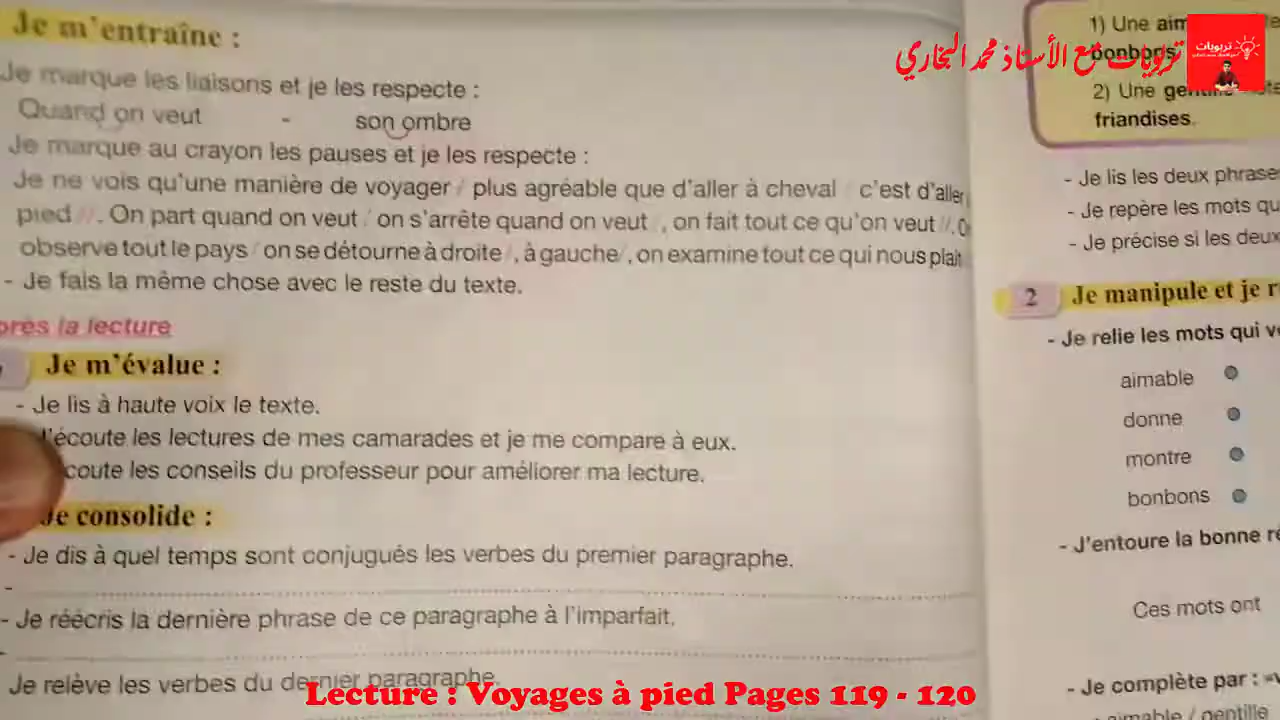 Je m'entraîne :
Je marque les liaisons et je les respecte :
Quand on veut - son ombre
Je marque au crayon les pauses et je les respecte :
Je ne vois qu'une manière de voyager / plus agréable que d'aller à cheval / c'est d'aller
pied //. On part quand on veut / on s'arrête quand on veut /, on fait tout ce qu'on veut //.
observe tout le pays / on se détourne à droite /, à gauche/, on examine tout ce qui nous plait
- Je fais la même chose avec le reste du texte.
près la lecture
Je m'évalue :
- Je lis à haute voix le texte.
J'écoute les lectures de mes camarades et je me compare à eux.
coute les conseils du professeur pour améliorer ma lecture.
Je consolide :
- Je dis à quel temps sont conjugués les verbes du premier paragraphe.
-
- Je réécris la dernière phrase de ce paragraphe à l'imparfait.
-
Je relève les verbes du dernier paragraphe.
1) Une aim
bonbons
2) Une gentille
friandises.
- Je lis les deux phrases
- Je repère les mots qu
- Je précise si les deux
2 Je manipule et je r
- Je relie les mots qui v
aimable
donne
montre
bonbons
- J'entoure la bonne ré
Ces mots ont
- Je complète par : «v
- aimable / gentille
تربويات مع الأستاذ محمد البخاري
تربويات
Lecture : Voyages à pied Pages 119 - 120